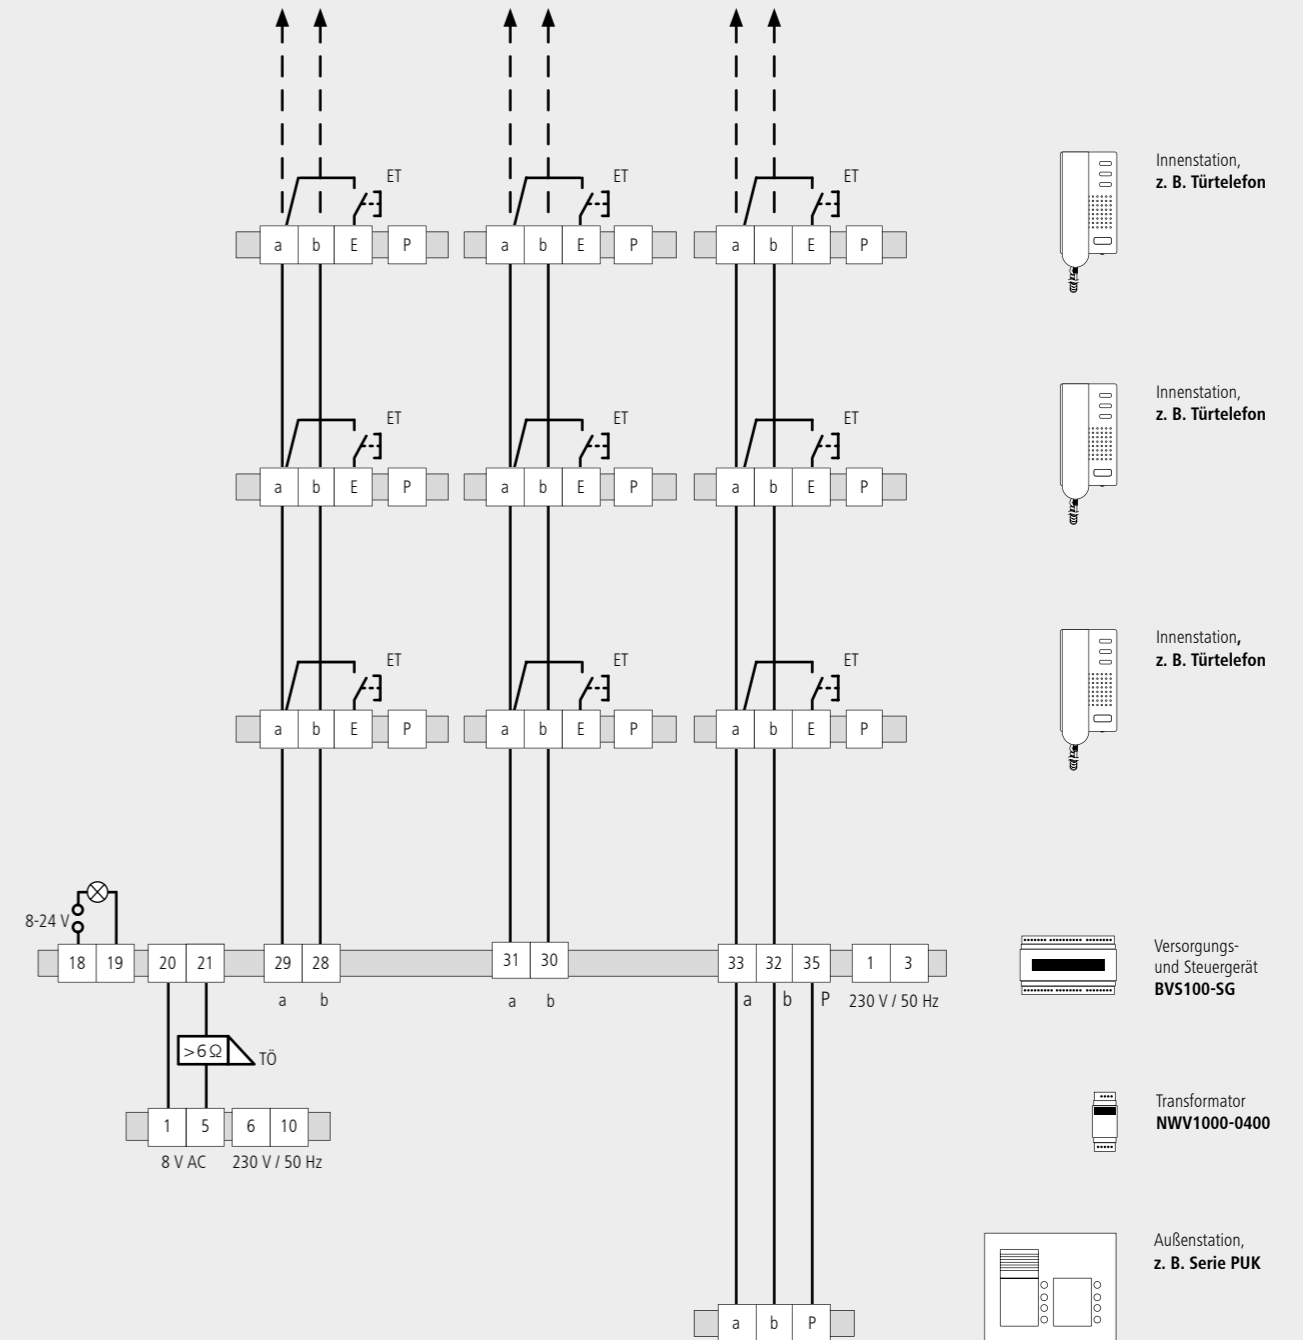 ET ET ET
a b E P a b E P a b E P
Innenstation,
z. B. Türtelefon
ET ET ET
a b E P a b E P a b E P
Innenstation,
z. B. Türtelefon
ET ET ET
a b E P a b E P a b E P
Innenstation,
z. B. Türtelefon
8-24 V
18 19 20 21 29 28 31 30 33 32 35 1 3
a b a b a b P 230 V / 50 Hz
Versorgungs-
und Steuergerät
BVS100-SG
>6 Ω TÖ
1 5 6 10
8 V AC 230 V / 50 Hz
Transformator
NWV1000-0400
Außenstation,
z. B. Serie PUK
a b P